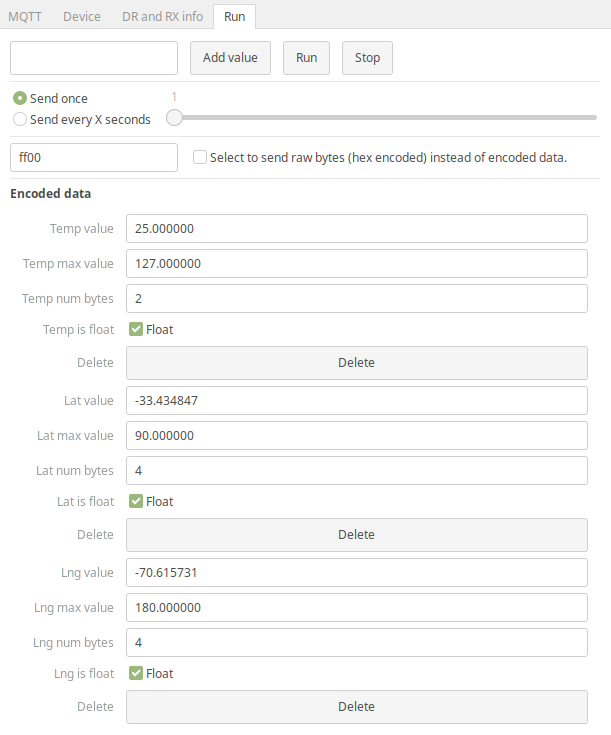 MQTT Device DR and RX info Run
Add value Run Stop
Send once 1
Send every X seconds
ff00 Select to send raw bytes (hex encoded) instead of encoded data.
Encoded data
Temp value 25.000000
Temp max value 127.000000
Temp num bytes 2
Temp is float Float
Delete Delete
Lat value -33.434847
Lat max value 90.000000
Lat num bytes 4
Lat is float Float
Delete Delete
Lng value -70.615731
Lng max value 180.000000
Lng num bytes 4
Lng is float Float
Delete Delete